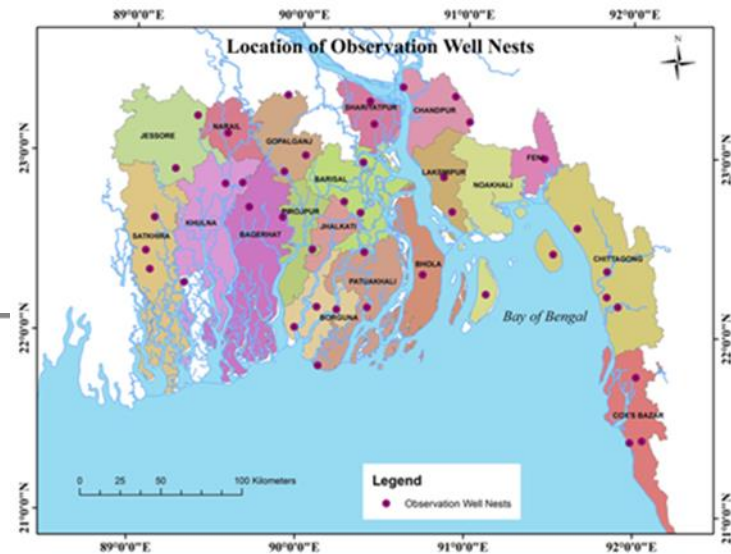 89°0'0"E 90°0'0"E 91°0'0"E 92°0'0"E
Location of Observation Well Nests
N
SHARIATPUR
CHANDPUR
JESSORE
NARAIL
GOPALGANJ
23°0'0"N
23°0'0"N
FENI
BARISAL
LAKSMIPUR
NOAKHALI
KHULNA
PIROJPUR
SATKHIRA
BAGERHAT
JHALKATI
CHITTAGONG
BHOLA
PATUAKHALI
BORGUNA
Bay of Bengal
22°0'0"N
22°0'0"N
COX'S BAZAR
0 25 50 100 Kilometers
Legend
Observation Well Nests
21°0'0"N
21°0'0"N
89°0'0"E 90°0'0"E 91°0'0"E 92°0'0"E